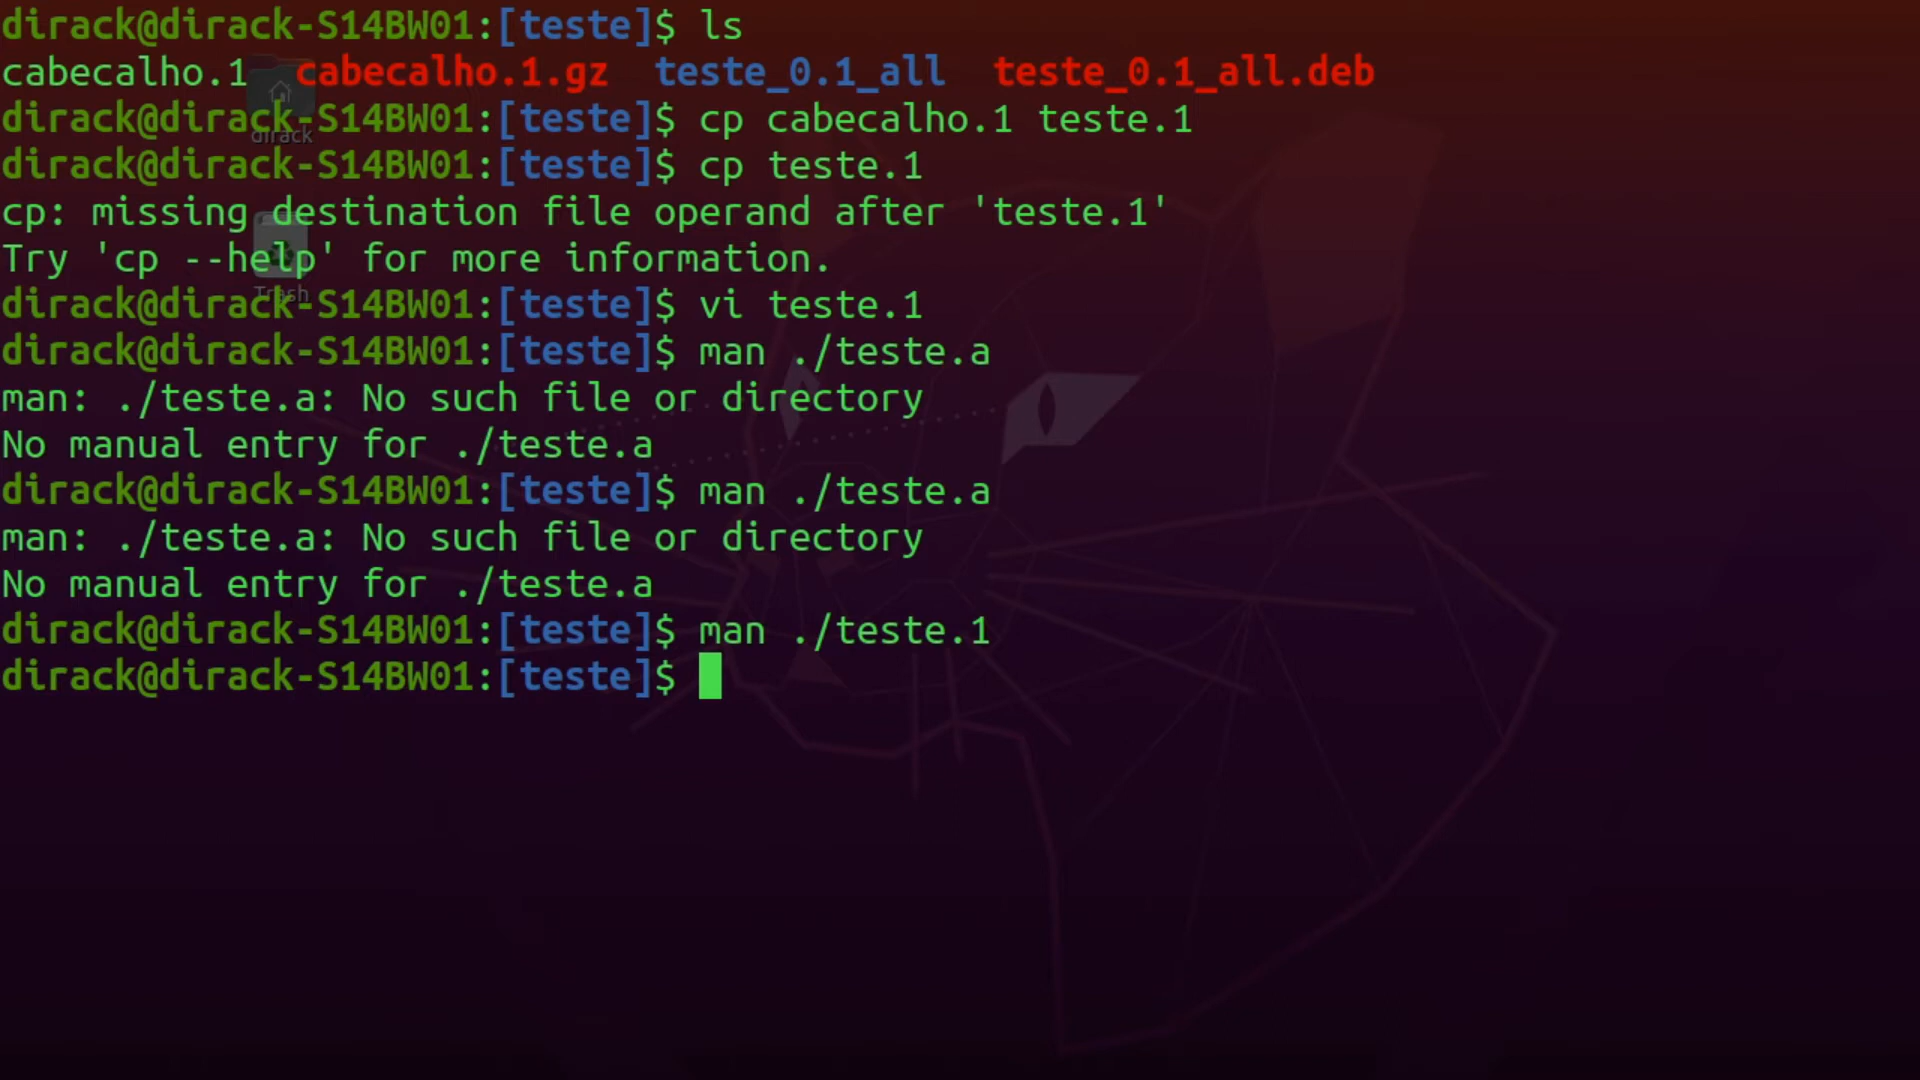 dirack@dirack-S14BW01:[teste]$ ls
cabecalho.1  cabecalho.1.gz  teste_0.1_all  teste_0.1_all.deb
dirack@dirack-S14BW01:[teste]$ cp cabecalho.1 teste.1
dirack
dirack@dirack-S14BW01:[teste]$ cp teste.1
cp: missing destination file operand after 'teste.1'
Try 'cp --help' for more information.
Trash
dirack@dirack-S14BW01:[teste]$ vi teste.1
dirack@dirack-S14BW01:[teste]$ man ./teste.a
man: ./teste.a: No such file or directory
No manual entry for ./teste.a
dirack@dirack-S14BW01:[teste]$ man ./teste.a
man: ./teste.a: No such file or directory
No manual entry for ./teste.a
dirack@dirack-S14BW01:[teste]$ man ./teste.1
dirack@dirack-S14BW01:[teste]$